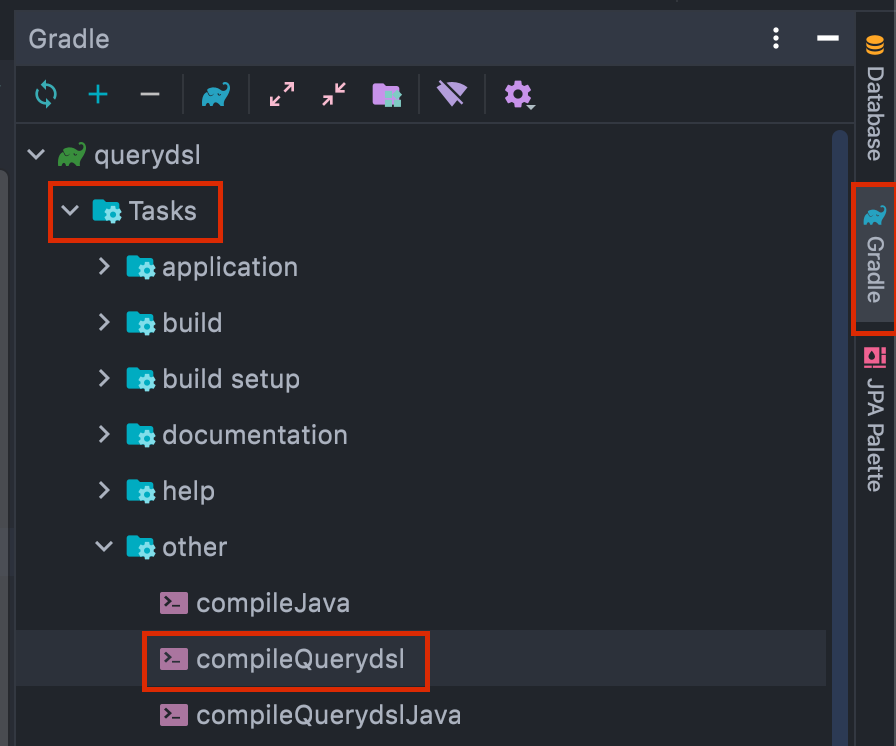 Gradle
querydsl
Tasks
application
build
build setup
documentation
help
other
compileJava
compileQuerydsl
compileQuerydslJava
Database
Gradle
JPA Palette